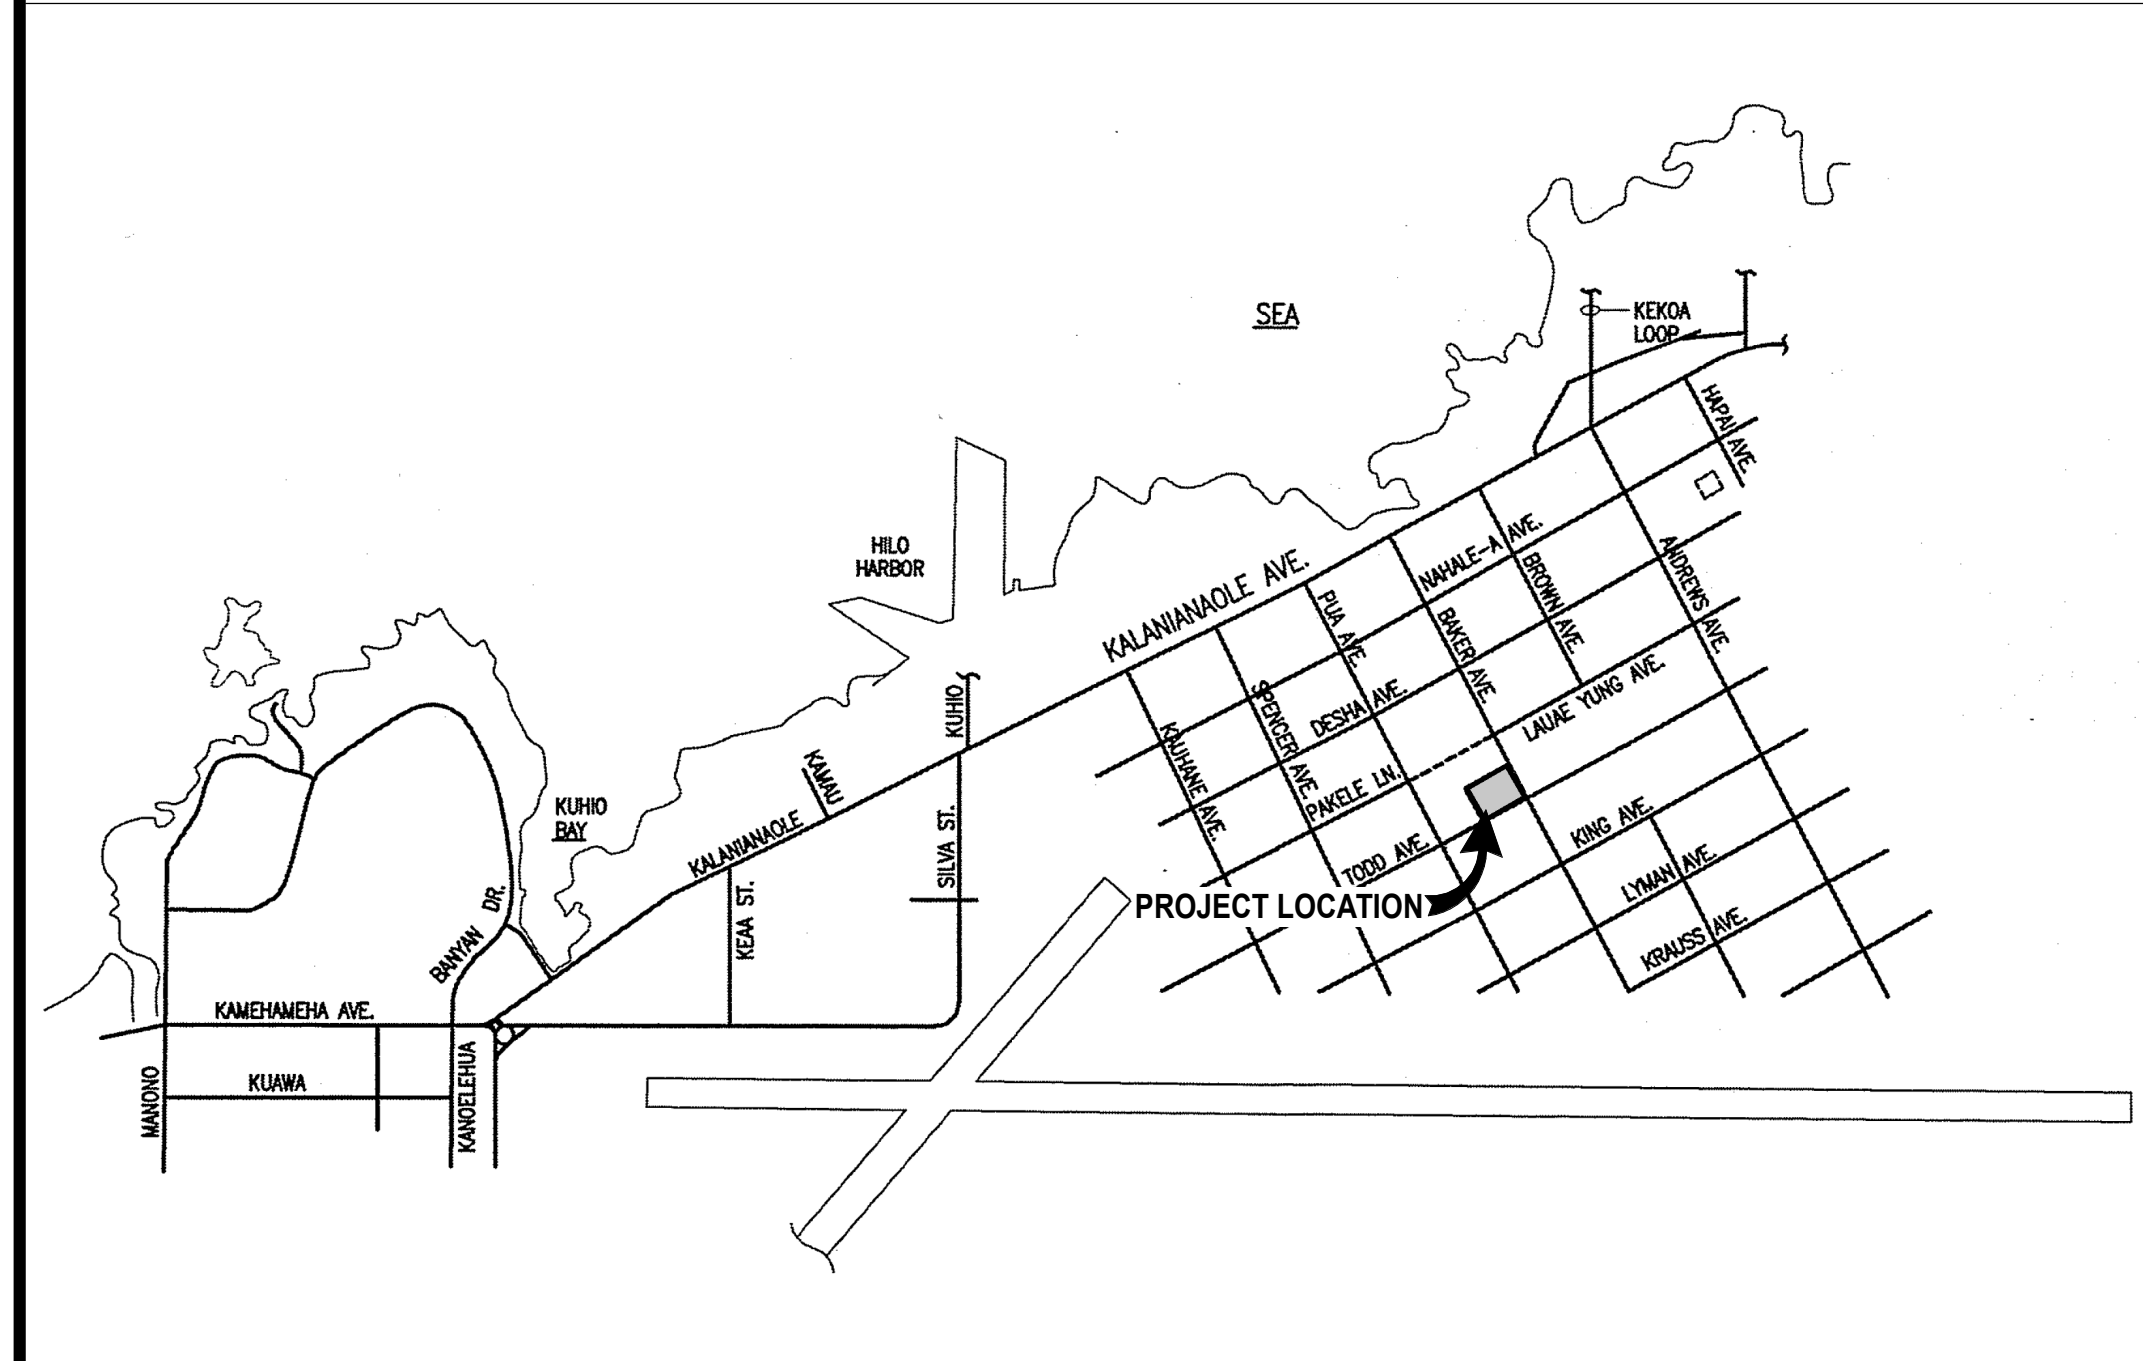 SEA
KEKOA
LOOP
HAPAI AVE.
HILO
HARBOR
KALANIANAOLE AVE.
NAHALE-A AVE.
PUA AVE.
BAKER AVE.
BROWN AVE.
ANDREWS AVE.
SPENCER AVE.
DESHA AVE.
LAUAE YUNG AVE.
KAUHANE AVE.
PAKELE LN.
KUHIO
KAMAU
KUHIO
BAY
KALANIANAOLE
SILVA ST.
TODD AVE.
KING AVE.
LYMAN AVE.
KRAUSS AVE.
PROJECT LOCATION
KEAA ST.
BANYAN DR.
KAMEHAMEHA AVE.
KUAWA
MANONO
KANOELEHUA